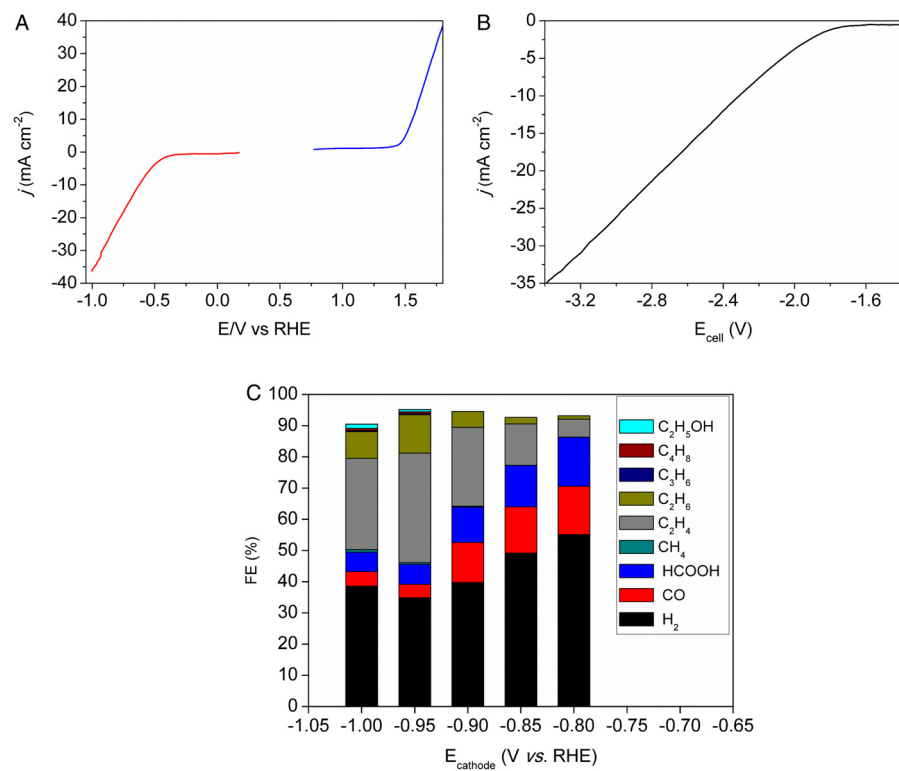 A
40
30
20
10
0
-10
-20
-30
-40
j (mA cm-2)
-1.0 -0.5 0.0 0.5 1.0 1.5
E/V vs RHE
B
0
-5
-10
-15
-20
-25
-30
-35
j (mA cm-2)
-3.2 -2.8 -2.4 -2.0 -1.6
Ecell (V)
C
100
90
80
70
60
50
40
30
20
10
0
FE (%)
C2H5OH
C4H8
C3H6
C2H6
C2H4
CH4
HCOOH
CO
H2
-1.05 -1.00 -0.95 -0.90 -0.85 -0.80 -0.75 -0.70 -0.65
Ecathode (V vs. RHE)